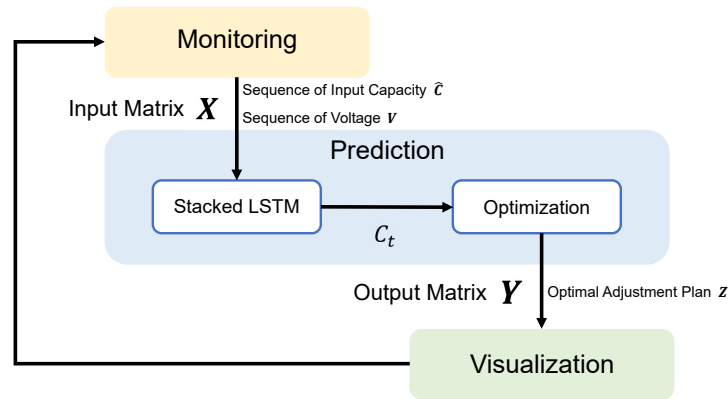 Monitoring
Sequence of Input Capacity Ĉ
Input Matrix X
Sequence of Voltage V
Prediction
Stacked LSTM
Optimization
C_t
Output Matrix Y
Optimal Adjustment Plan Z
Visualization